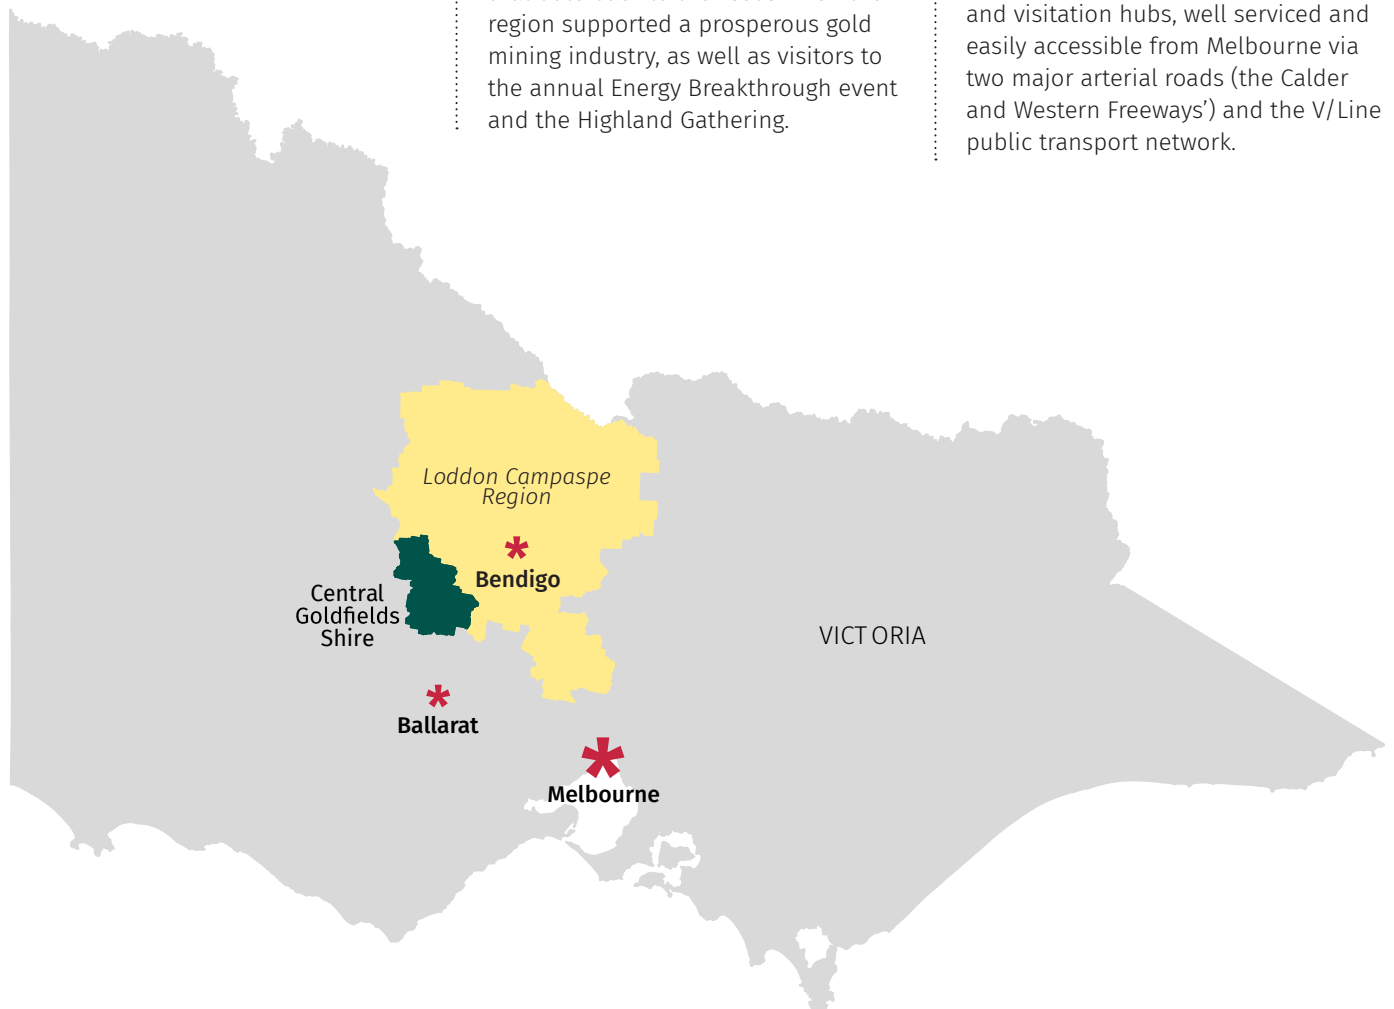 region supported a prosperous gold
mining industry, as well as visitors to
the annual Energy Breakthrough event
and the Highland Gathering.
and visitation hubs, well serviced and
easily accessible from Melbourne via
two major arterial roads (the Calder
and Western Freeways’) and the V/Line
public transport network.
Loddon Campaspe
Region
Bendigo
Central
Goldfields
Shire
VICTORIA
Ballarat
Melbourne